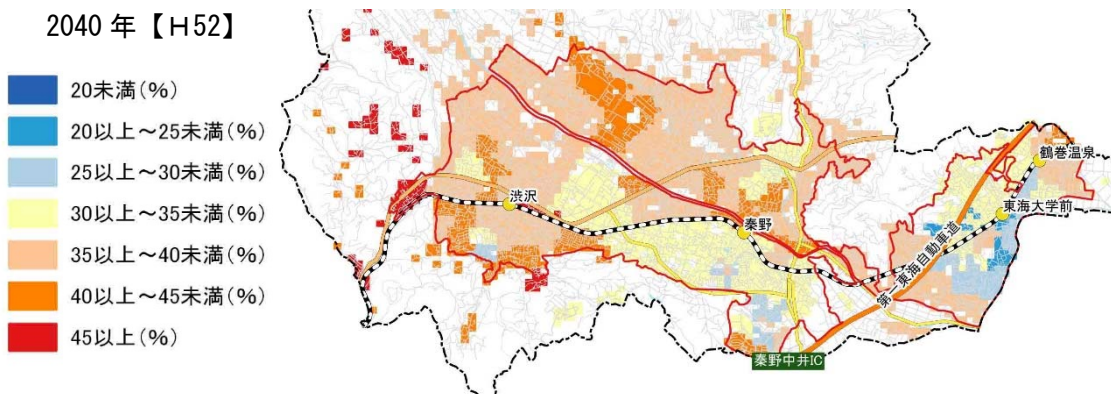 2040 年【H52】
20未満(%)
20以上~25未満(%)
25以上~30未満(%)
30以上~35未満(%)
35以上~40未満(%)
40以上~45未満(%)
45以上(%)
鶴巻温泉
東海大学前
渋沢
秦野
第一東海自動車道
秦野中井IC